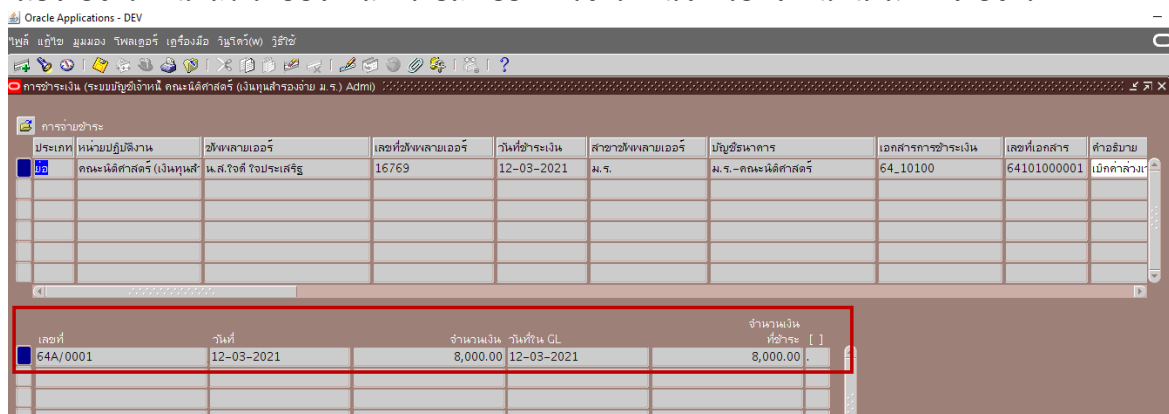 Oracle Applications - DEV
ไฟล์ แก้ไข มุมมอง โฟลเดอร์ เครื่องมือ วินโดว์(W) วิธีใช้
การชำระเงิน (ระบบบัญชีเจ้าหนี้ คณะนิติศาสตร์ (เงินทุนสำรองจ่าย ม.ร.) Admi)
การจ่ายชำระ
ประเภท หน่วยปฏิบัติงาน ซัพพลายเออร์ เลขที่ซัพพลายเออร์ วันที่ชำระเงิน สาขาซัพพลายเออร์ บัญชีธนาคาร เอกสารการชำระเงิน เลขที่เอกสาร คำอธิบาย
ย่อ คณะนิติศาสตร์ (เงินทุนสำ น.ส.ใจดี ใจประเสริฐ 16769 12-03-2021 ม.ร. ม.ร.-คณะนิติศาสตร์ 64_10100 64101000001 เบิกค่าล่วงเว
จำนวนเงิน
เลขที่ วันที่ จำนวนเงิน วันที่ใน GL ที่ชำระ [ ]
64A/0001 12-03-2021 8,000.00 12-03-2021 8,000.00 .